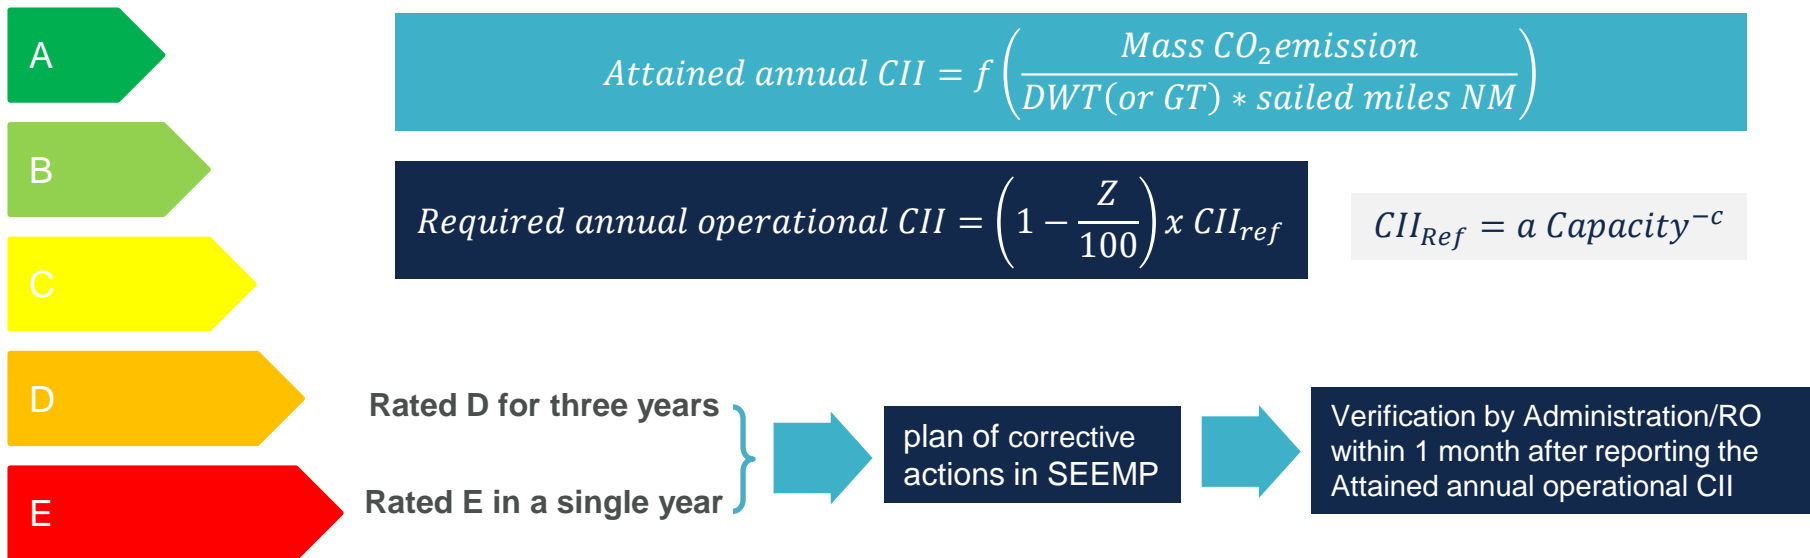 A
B
C
D
E
Attained annual CII = f(Mass CO₂emission / DWT(or GT) * sailed miles NM)
Required annual operational CII = (1 − Z/100) x CII_ref
CII_Ref = a Capacity^−c
Rated D for three years
Rated E in a single year
plan of corrective
actions in SEEMP
Verification by Administration/RO
within 1 month after reporting the
Attained annual operational CII